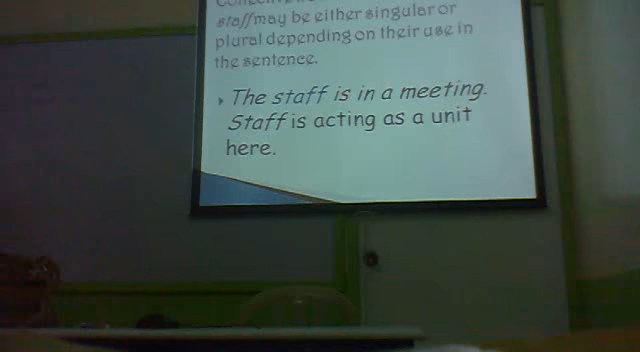 staff may be either singular or
plural depending on their use in
the sentence.
The staff is in a meeting.
Staff is acting as a unit
here.